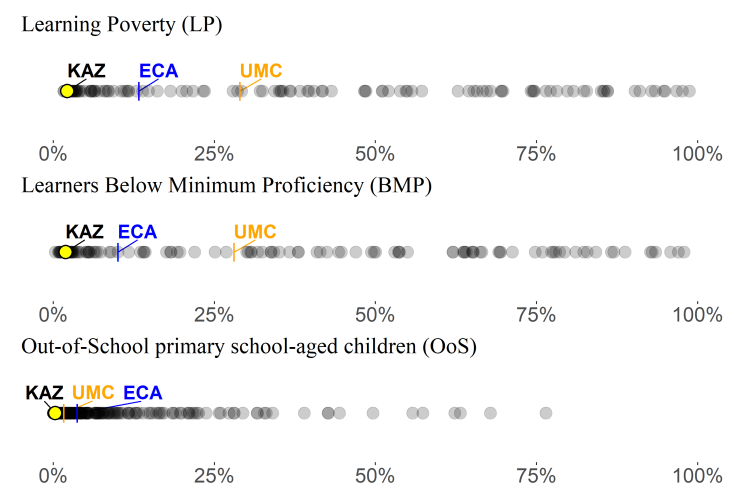 Learning Poverty (LP)
KAZ ECA UMC
0% 25% 50% 75% 100%
Learners Below Minimum Proficiency (BMP)
KAZ ECA UMC
0% 25% 50% 75% 100%
Out-of-School primary school-aged children (OoS)
KAZ UMC ECA
0% 25% 50% 75% 100%